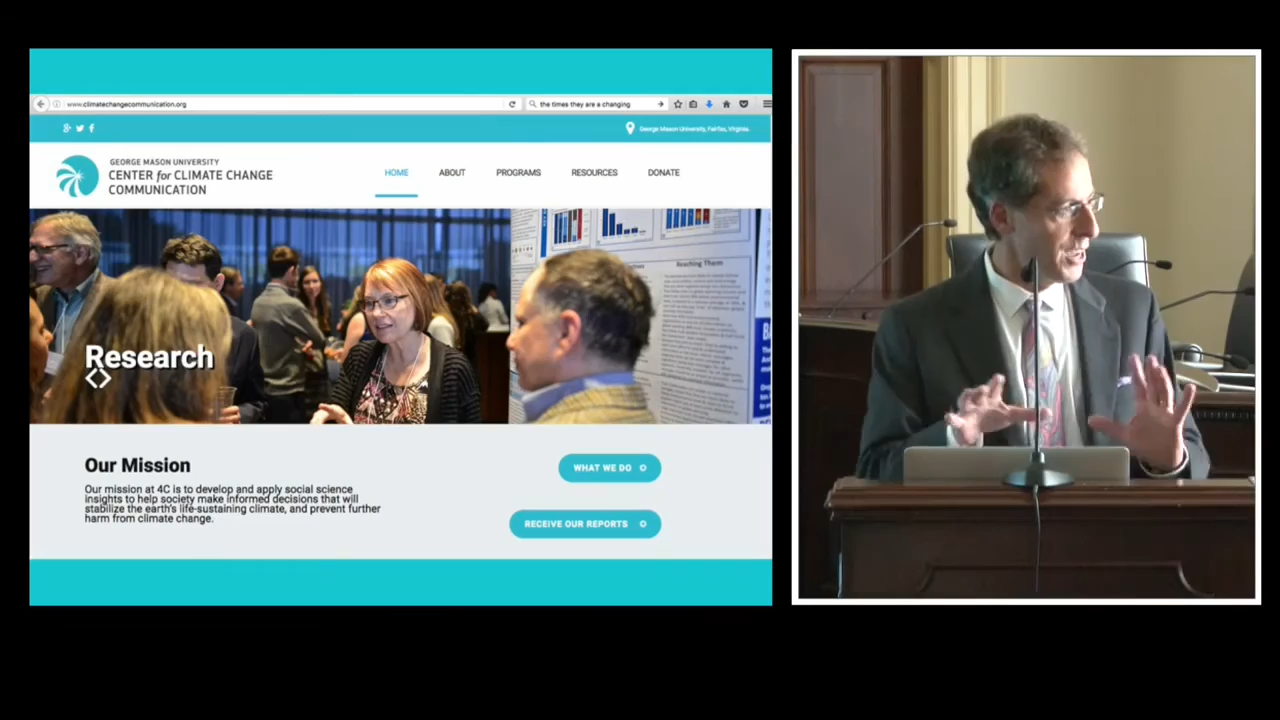 www.climatechangecommunication.org
the times they are a changing
George Mason University, Fairfax, Virginia.
GEORGE MASON UNIVERSITY
CENTER for CLIMATE CHANGE
COMMUNICATION
HOME
ABOUT
PROGRAMS
RESOURCES
DONATE
Reaching Them
Research
Our Mission
Our mission at 4C is to develop and apply social science
insights to help society make informed decisions that will
stabilize the earth's life-sustaining climate, and prevent further
harm from climate change.
WHAT WE DO
RECEIVE OUR REPORTS